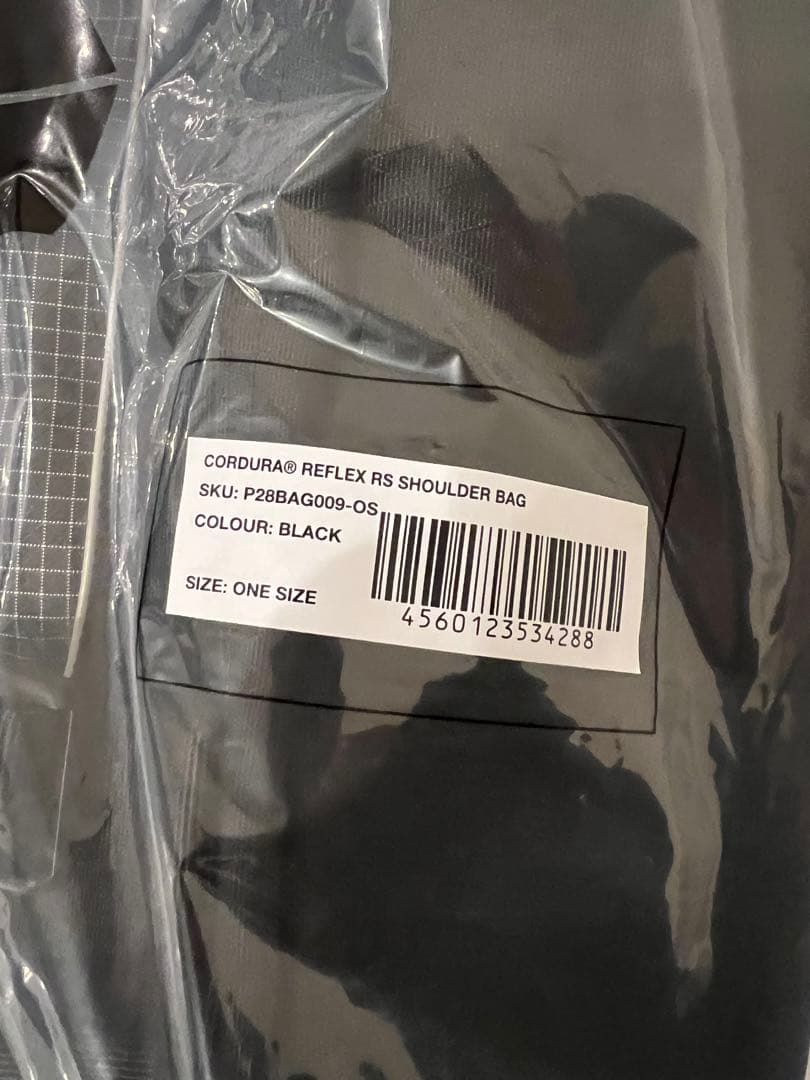 CORDURA® REFLEX RS SHOULDER BAG
SKU: P28BAG009-OS
COLOUR: BLACK
SIZE: ONE SIZE
4560123534288